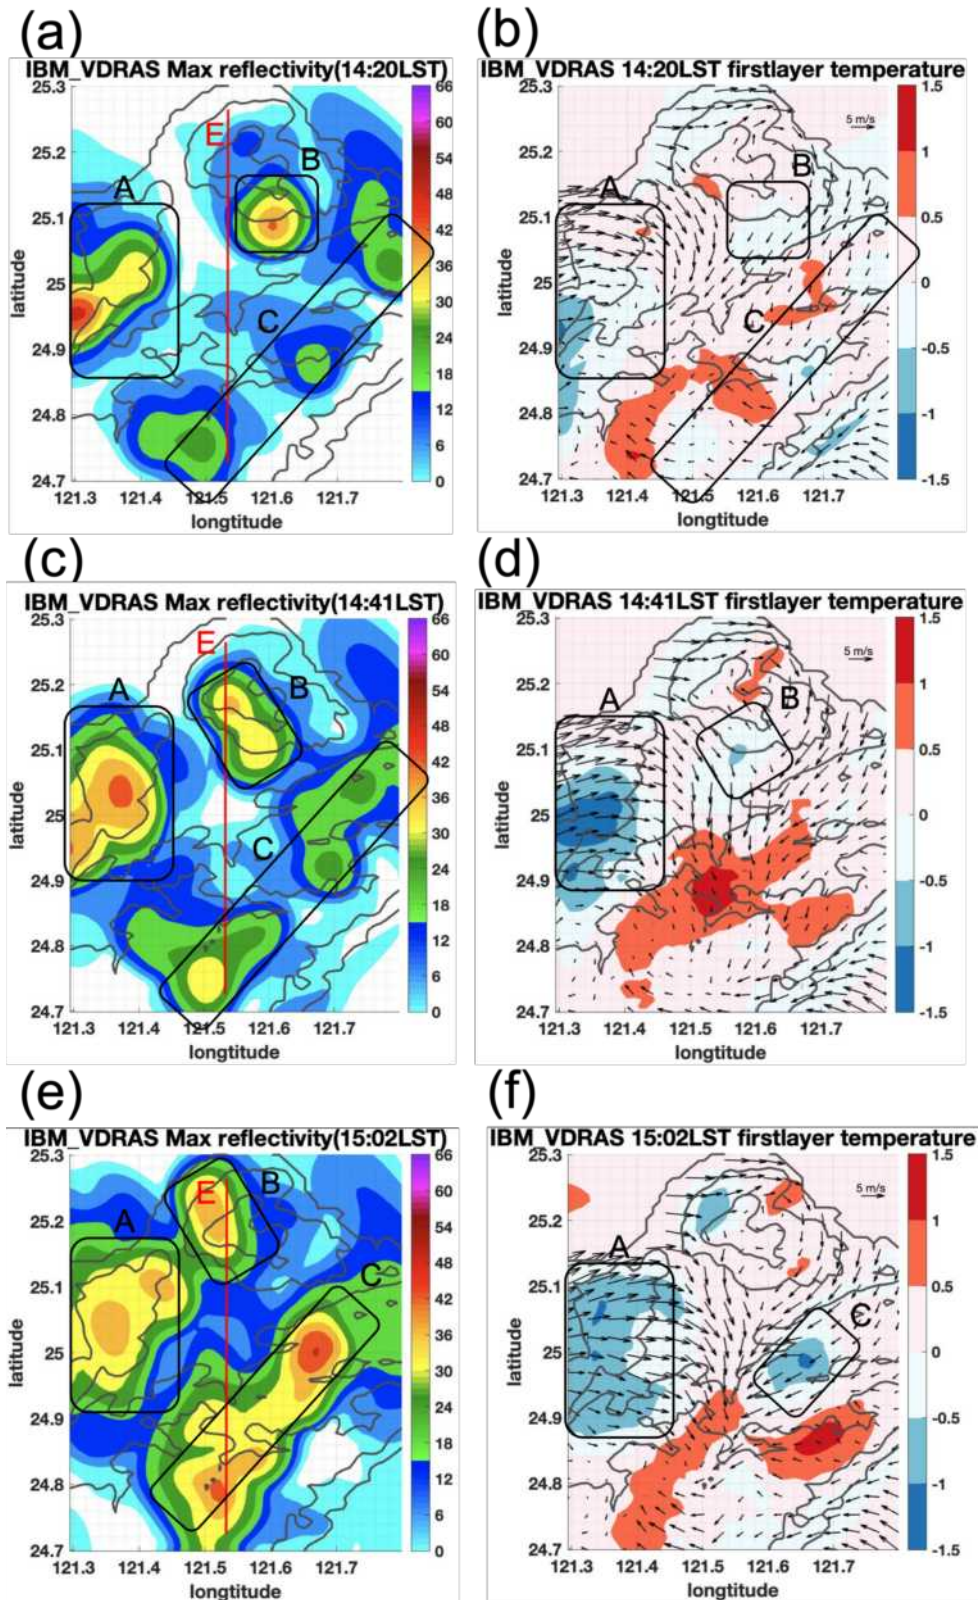 (a)
IBM_VDRAS Max reflectivity(14:20LST)
25.3
25.2
25.1
25
24.9
24.8
24.7
latitude
A
B
C
E
121.3 121.4 121.5 121.6 121.7
longtitude
66
60
54
48
42
36
30
24
18
12
6
0
(b)
IBM_VDRAS 14:20LST firstlayer temperature
25.3
25.2
25.1
25
24.9
24.8
24.7
latitude
A
B
C
5 m/s
121.3 121.4 121.5 121.6 121.7
longtitude
1.5
1
0.5
0
-0.5
-1
-1.5
(c)
IBM_VDRAS Max reflectivity(14:41LST)
25.3
25.2
25.1
25
24.9
24.8
24.7
latitude
A
B
C
E
121.3 121.4 121.5 121.6 121.7
longtitude
66
60
54
48
42
36
30
24
18
12
6
0
(d)
IBM_VDRAS 14:41LST firstlayer temperature
25.3
25.2
25.1
25
24.9
24.8
24.7
latitude
A
B
5 m/s
121.3 121.4 121.5 121.6 121.7
longtitude
1.5
1
0.5
0
-0.5
-1
-1.5
(e)
IBM_VDRAS Max reflectivity(15:02LST)
25.3
25.2
25.1
25
24.9
24.8
24.7
latitude
A
B
C
E
121.3 121.4 121.5 121.6 121.7
longtitude
66
60
54
48
42
36
30
24
18
12
6
0
(f)
IBM_VDRAS 15:02LST firstlayer temperature
25.3
25.2
25.1
25
24.9
24.8
24.7
latitude
A
C
5 m/s
121.3 121.4 121.5 121.6 121.7
longtitude
1.5
1
0.5
0
-0.5
-1
-1.5